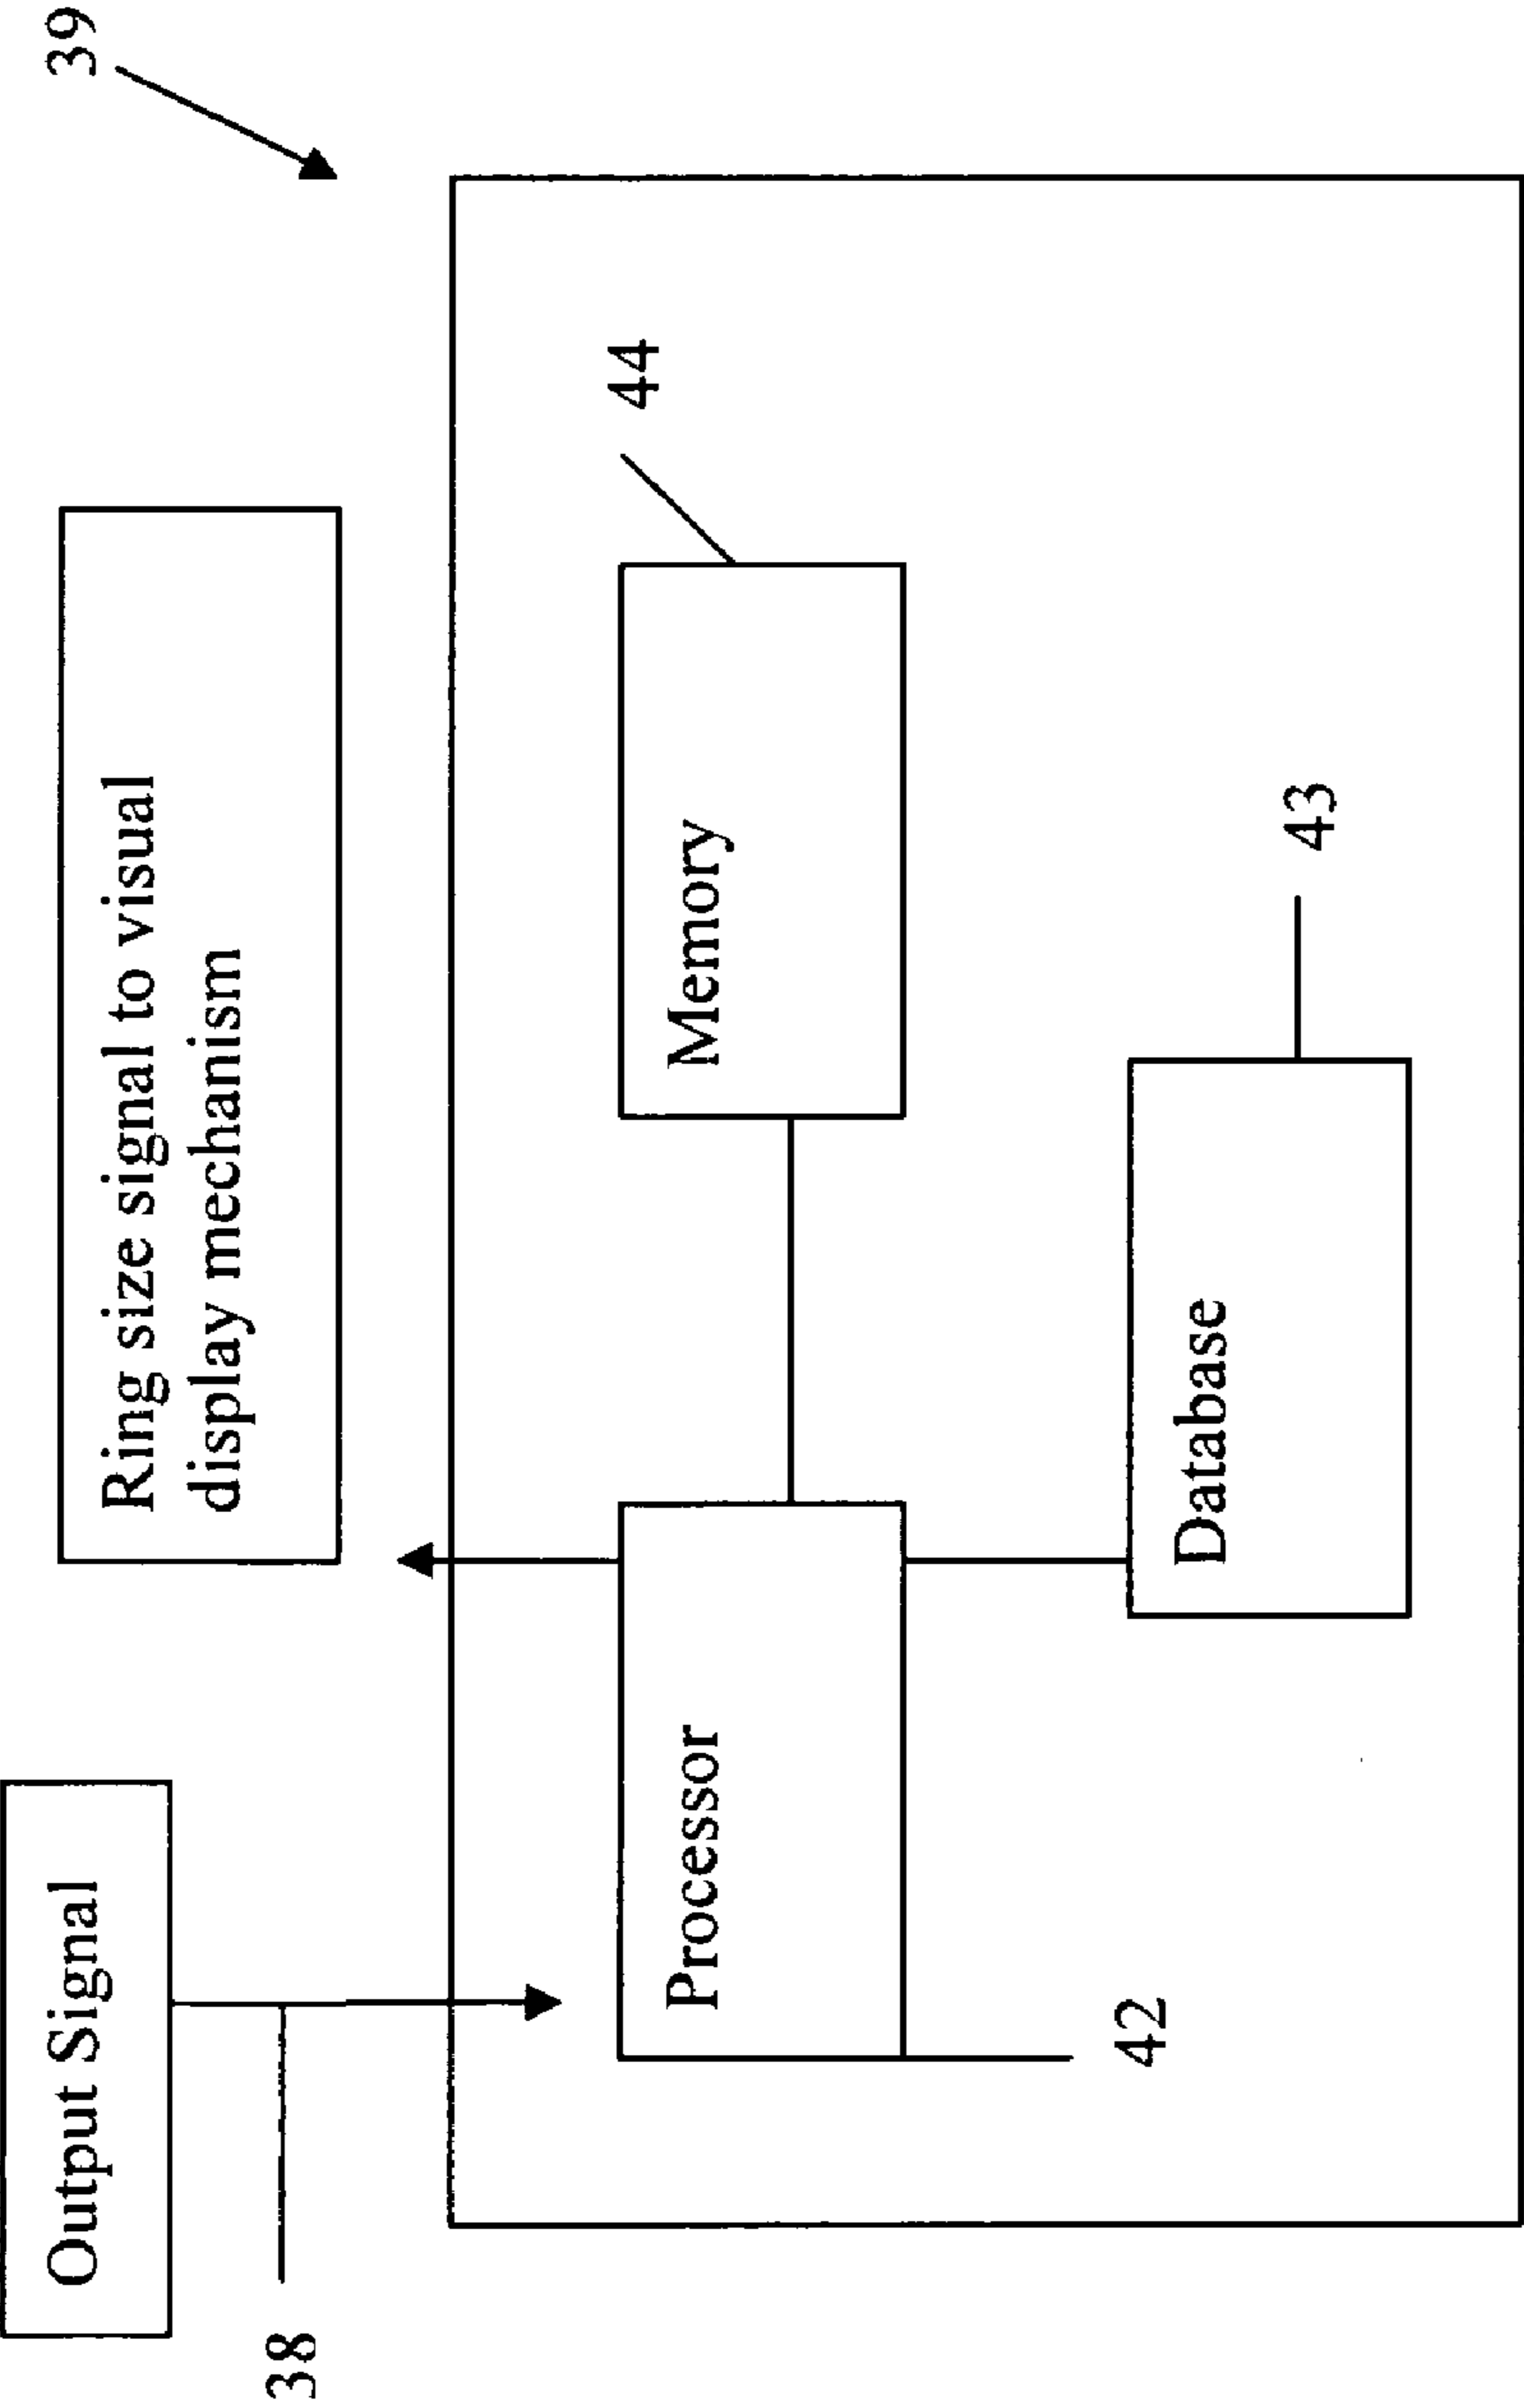 39
Output Signal
Ring size signal to visual
display mechanism
38
44
Processor
Memory
43
Database
42